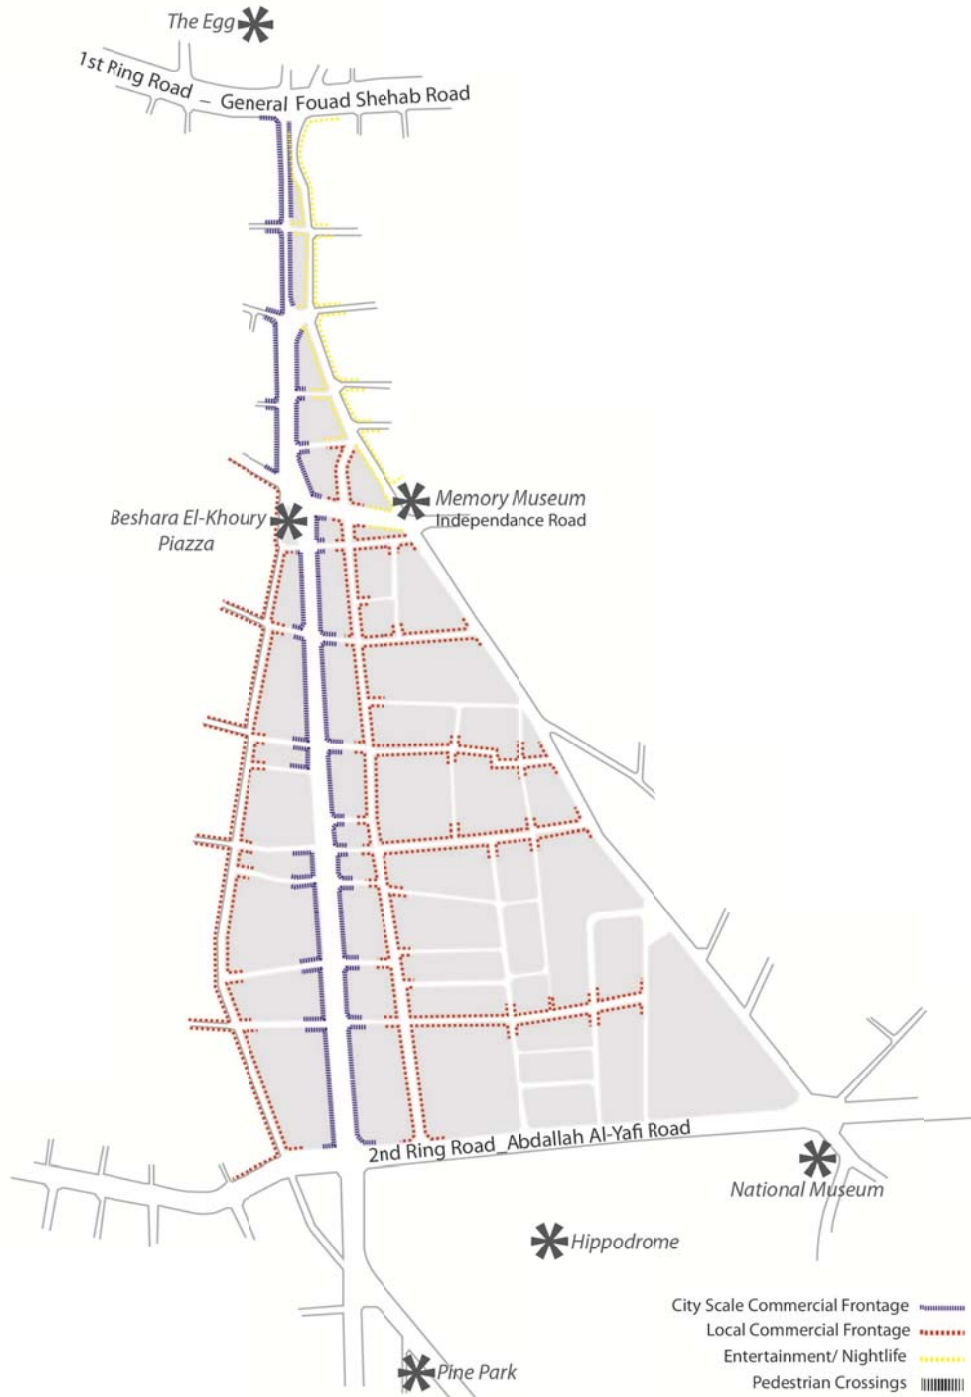 The Egg
1st Ring Road – General Fouad Shehab Road
Memory Museum
Independance Road
Beshara El-Khoury
Piazza
2nd Ring Road_Abdallah Al-Yafi Road
National Museum
Hippodrome
City Scale Commercial Frontage
Local Commercial Frontage
Entertainment/ Nightlife
Pedestrian Crossings
Pine Park